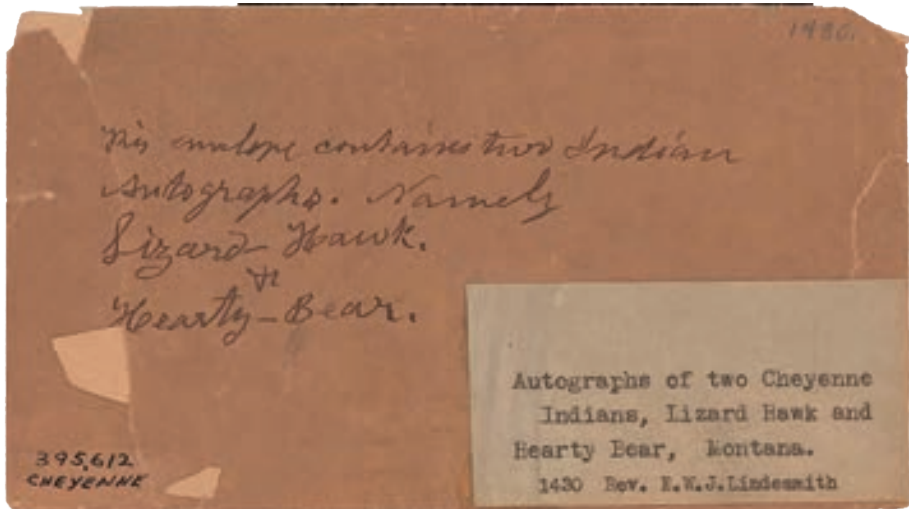 1430.
This envelope contains two Indian
Autographs. Namely
Lizard Hawk.
&
Hearty-Bear.
Autographs of two Cheyenne
Indians, Lizard Hawk and
Hearty Bear, Montana.
1430 Rev. E.W.J.Lindesmith
395,612
CHEYENNE